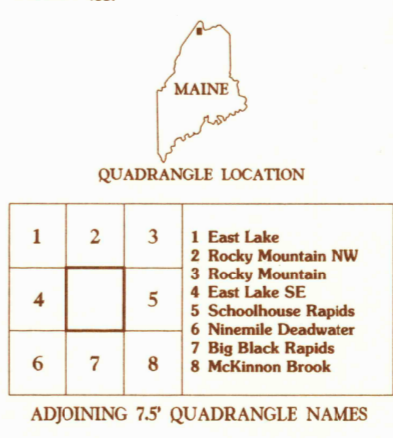 MAINE
QUADRANGLE LOCATION
1 2 3
4 5
6 7 8
1 East Lake
2 Rocky Mountain NW
3 Rocky Mountain
4 East Lake SE
5 Schoolhouse Rapids
6 Ninemile Deadwater
7 Big Black Rapids
8 McKinnon Brook
ADJOINING 7.5' QUADRANGLE NAMES